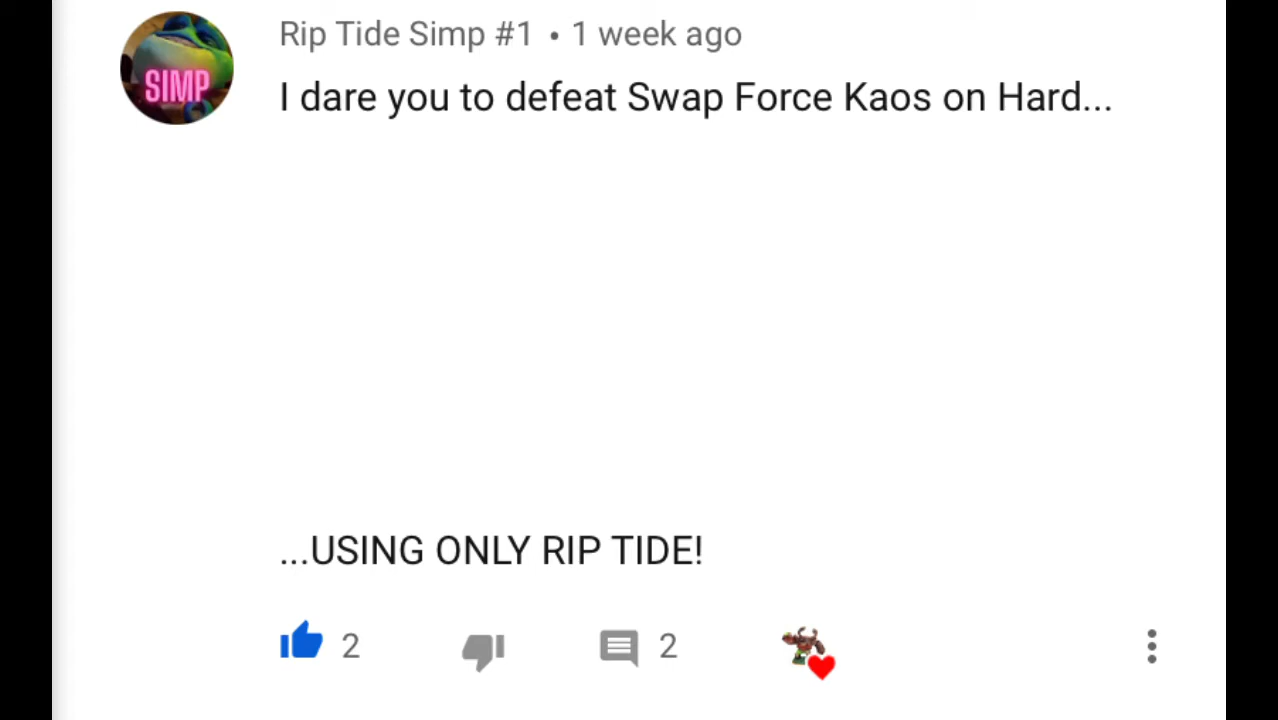 Rip Tide Simp #1 • 1 week ago
SIMP
I dare you to defeat Swap Force Kaos on Hard...
...USING ONLY RIP TIDE!
2
2